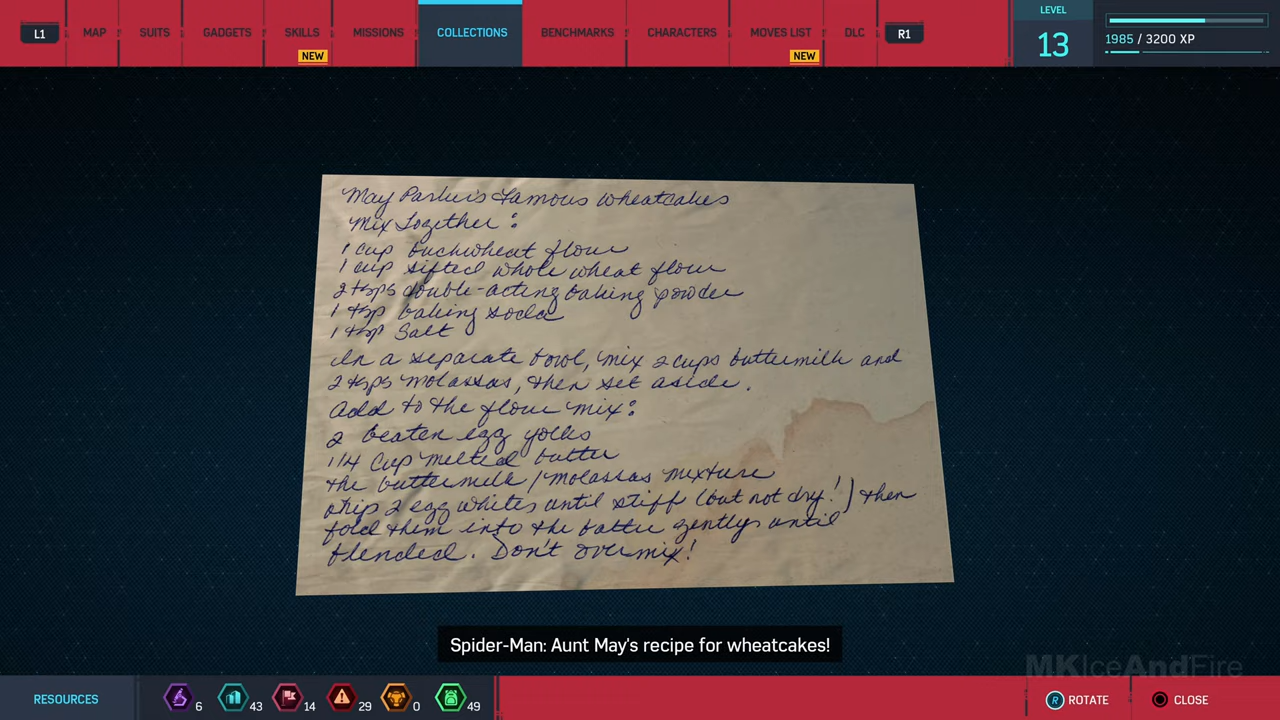 L1 MAP SUITS GADGETS SKILLS MISSIONS COLLECTIONS BENCHMARKS CHARACTERS MOVES LIST DLC R1
NEW NEW
LEVEL
13
1985 / 3200 XP
May Parker's Famous Wheatcakes
Mix Together:
1 cup buckwheat flour
1 cup sifted whole wheat flour
2 tsps double-acting baking powder
1 tsp baking soda
1 tsp Salt
In a separate bowl, mix 2 cups buttermilk and
2 tsps molassas, then set aside.
Add to the flour mix:
2 beaten egg yolks
1/4 cup melted butter
the buttermilk/molassas mixture
whip 2 egg whites until stiff (but not dry!) then
fold them into the batter gently until
blended. Don't overmix!
Spider-Man: Aunt May's recipe for wheatcakes!
MKIceAndFire
RESOURCES 6 43 14 29 0 49 R ROTATE CLOSE